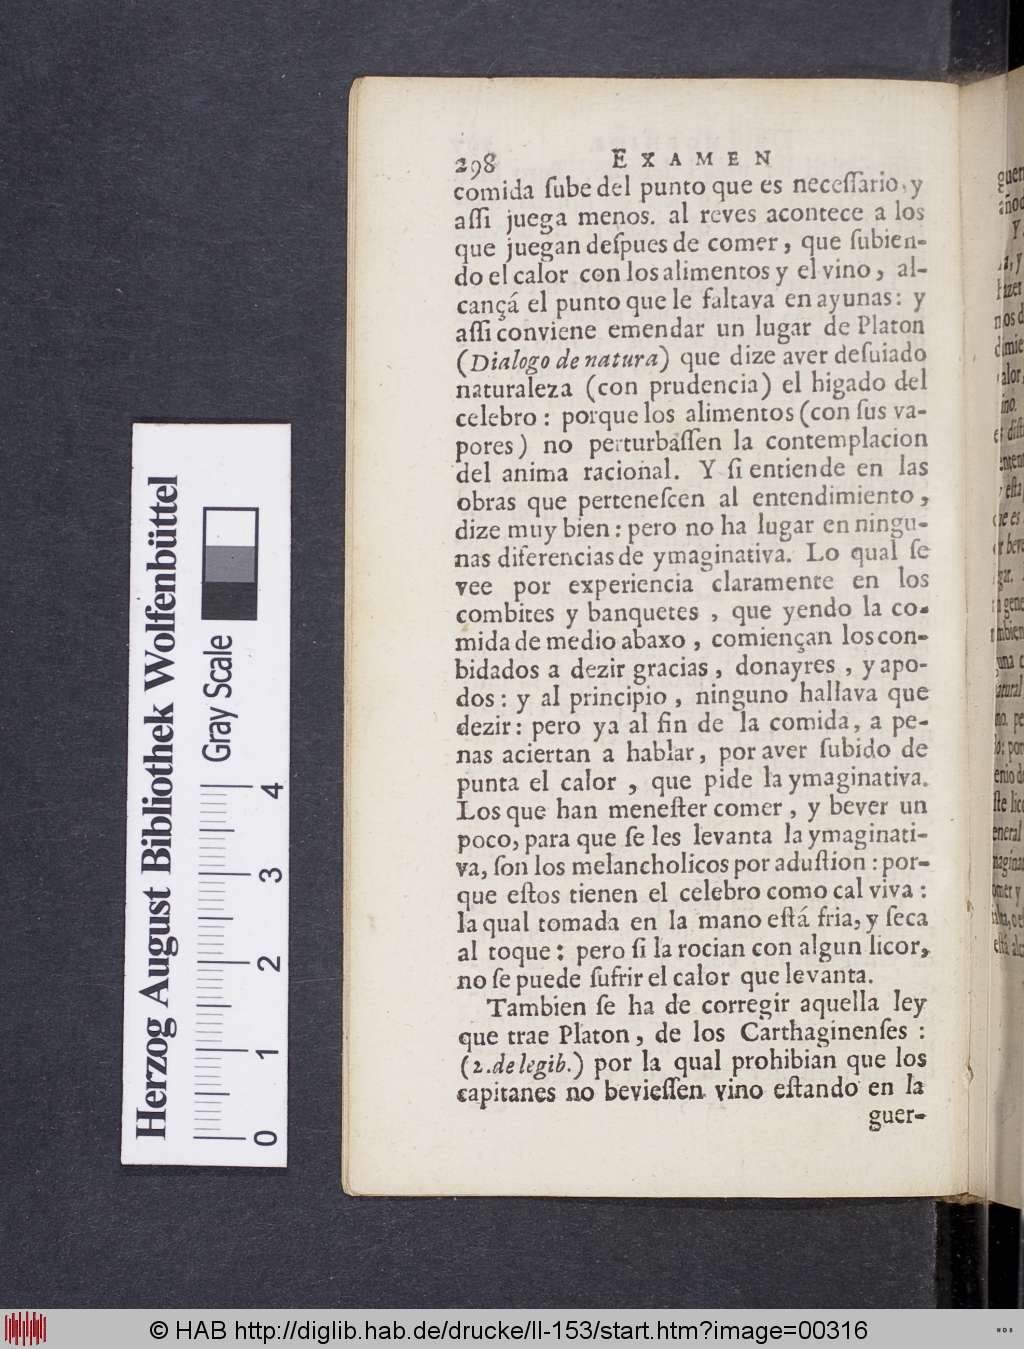 298 EXAMEN
comida ſube del punto que es neceſſario, y
aſſi juega menos. al reves acontece a los
que juegan deſpues de comer, que ſubien-
do el calor con los alimentos y el vino, al-
cançá el punto que le faltava en ayunas: y
aſſi conviene emendar un lugar de Platon
(Dialogo de natura) que dize aver deſuiado
naturaleza (con prudencia) el higado del
celebro: porque los alimentos (con ſus va-
pores) no perturbaſſen la contemplacion
del anima racional. Y ſi entiende en las
obras que perteneſcen al entendimiento,
dize muy bien: pero no ha lugar en ningu-
nas diferencias de ymaginativa. Lo qual ſe
vee por experiencia claramente en los
combites y banquetes, que yendo la co-
mida de medio abaxo, comiençan los con-
bidados a dezir gracias, donayres, y apo-
dos: y al principio, ninguno hallava que
dezir: pero ya al fin de la comida, a pe-
nas aciertan a hablar, por aver ſubido de
punta el calor, que pide la ymaginativa.
Los que han meneſter comer, y bever un
poco, para que ſe les levanta la ymaginati-
va, ſon los melancholicos por aduſtion: por-
que eſtos tienen el celebro como cal viva:
la qual tomada en la mano eſtá fria, y ſeca
al toque: pero ſi la rocian con algun licor,
no ſe puede ſufrir el calor que levanta.
Tambien ſe ha de corregir aquella ley
que trae Platon, de los Carthaginenſes:
(2. de legib.) por la qual prohibian que los
capitanes no bevieſſen vino eſtando en la
guer-
Herzog August Bibliothek Wolfenbüttel
Gray Scale
0 1 2 3 4
© HAB http://diglib.hab.de/drucke/ll-153/start.htm?image=00316